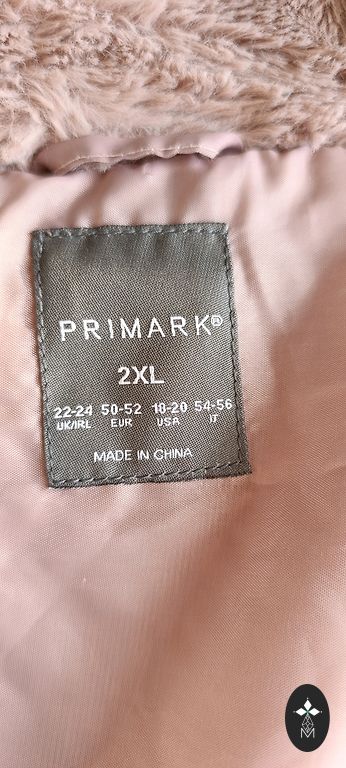 PRIMARK®
2XL
22-24 50-52 18-20 54-56
UK/IRL EUR USA IT
MADE IN CHINA
M